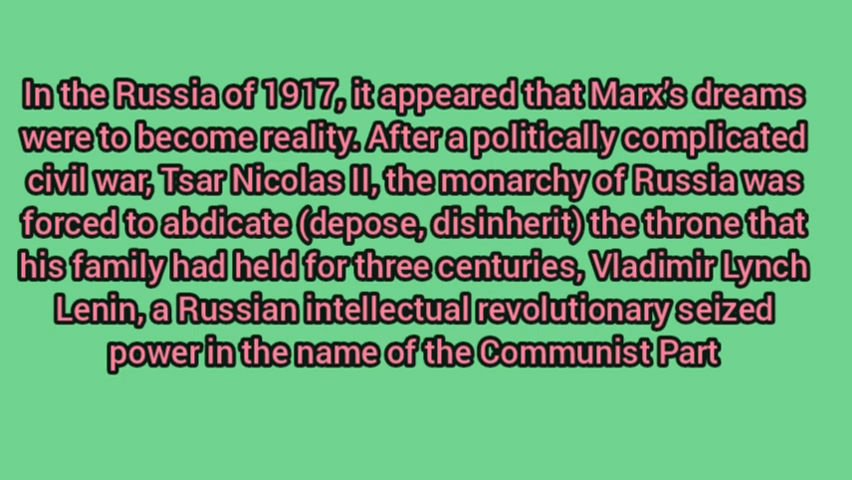 In the Russia of 1917, it appeared that Marx's dreams
were to become reality. After a politically complicated
civil war, Tsar Nicolas II, the monarchy of Russia was
forced to abdicate (depose, disinherit) the throne that
his family had held for three centuries, Vladimir Lynch
Lenin, a Russian intellectual revolutionary seized
power in the name of the Communist Part